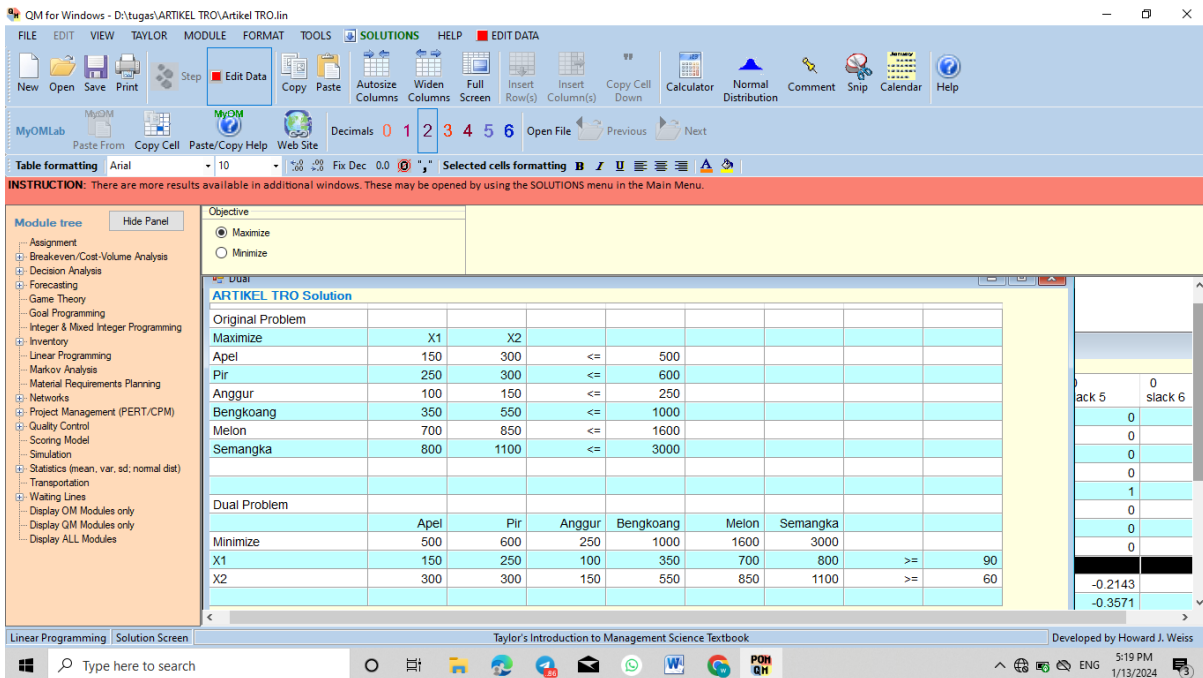 QM for Windows - D:\tugas\ARTIKEL TRO\Artikel TRO.lin
FILE EDIT VIEW TAYLOR MODULE FORMAT TOOLS SOLUTIONS HELP EDIT DATA
New Open Save Print Step Edit Data Copy Paste Autosize Columns Widen Columns Full Screen Insert Row(s) Insert Column(s) Copy Cell Down Calculator Normal Distribution Comment Snip Calendar Help
MyOMLab Paste From Copy Cell Paste/Copy Help Web Site Decimals 0 1 2 3 4 5 6 Open File Previous Next
Table formatting Arial 10 Fix Dec 0.0 Selected cells formatting B I U A
INSTRUCTION: There are more results available in additional windows. These may be opened by using the SOLUTIONS menu in the Main Menu.
Module tree Hide Panel
Assignment
Breakeven/Cost-Volume Analysis
Decision Analysis
Forecasting
Game Theory
Goal Programming
Integer & Mixed Integer Programming
Inventory
Linear Programming
Markov Analysis
Material Requirements Planning
Networks
Project Management (PERT/CPM)
Quality Control
Scoring Model
Simulation
Statistics (mean, var, sd; normal dist)
Transportation
Waiting Lines
Display OM Modules only
Display QM Modules only
Display ALL Modules
Objective
Maximize
Minimize
Dual
ARTIKEL TRO Solution
Original Problem
Maximize X1 X2
Apel 150 300 <= 500
Pir 250 300 <= 600
Anggur 100 150 <= 250
Bengkoang 350 550 <= 1000
Melon 700 850 <= 1600
Semangka 800 1100 <= 3000
Dual Problem
Apel Pir Anggur Bengkoang Melon Semangka
Minimize 500 600 250 1000 1600 3000
X1 150 250 100 350 700 800 >= 90
X2 300 300 150 550 850 1100 >= 60
0
lack 5 slack 6
0
0
0
0
1
0
0
0
-0.2143
-0.3571
Linear Programming Solution Screen Taylor's Introduction to Management Science Textbook Developed by Howard J. Weiss
Type here to search ENG 5:19 PM
1/13/2024